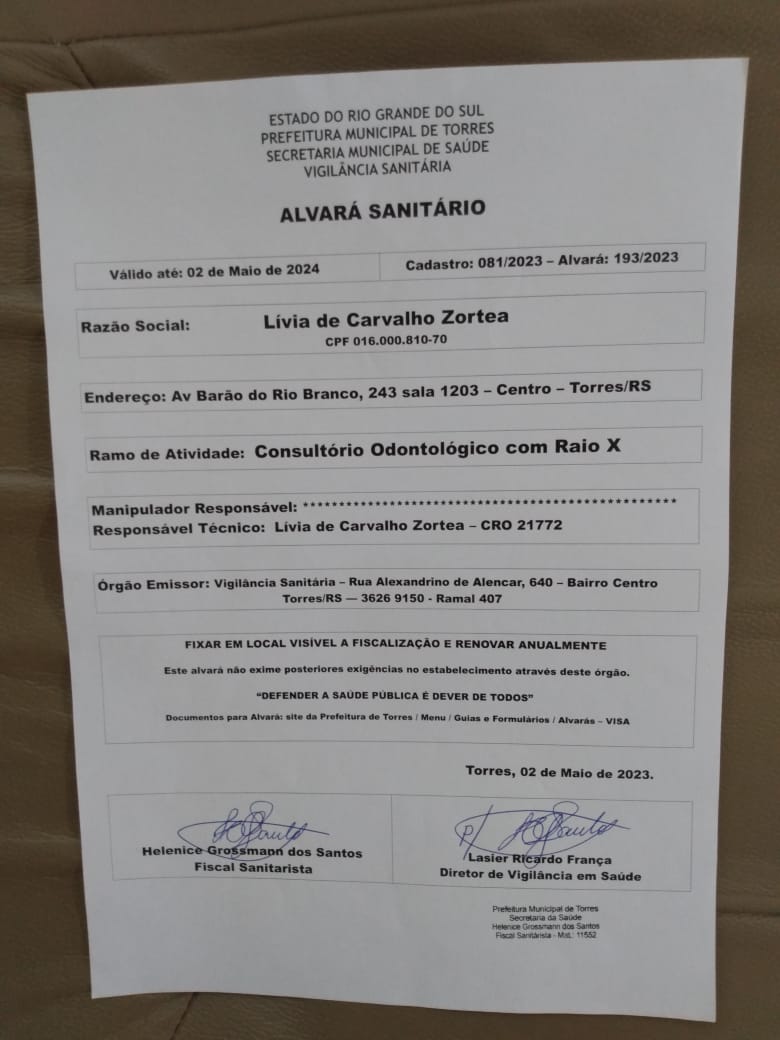 ESTADO DO RIO GRANDE DO SUL
PREFEITURA MUNICIPAL DE TORRES
SECRETARIA MUNICIPAL DE SAÚDE
VIGILÂNCIA SANITÁRIA
ALVARÁ SANITÁRIO
Válido até: 02 de Maio de 2024
Cadastro: 081/2023 – Alvará: 193/2023
Razão Social: Lívia de Carvalho Zortea
CPF 016.000.810-70
Endereço: Av Barão do Rio Branco, 243 sala 1203 – Centro – Torres/RS
Ramo de Atividade: Consultório Odontológico com Raio X
Manipulador Responsável: ****************************************************
Responsável Técnico: Lívia de Carvalho Zortea – CRO 21772
Órgão Emissor: Vigilância Sanitária – Rua Alexandrino de Alencar, 640 – Bairro Centro
Torres/RS — 3626 9150 - Ramal 407
FIXAR EM LOCAL VISÍVEL A FISCALIZAÇÃO E RENOVAR ANUALMENTE
Este alvará não exime posteriores exigências no estabelecimento através deste órgão.
“DEFENDER A SAÚDE PÚBLICA É DEVER DE TODOS”
Documentos para Alvará: site da Prefeitura de Torres / Menu / Guias e Formulários / Alvarás – VISA
Torres, 02 de Maio de 2023.
Helenice Grossmann dos Santos
Fiscal Sanitarista
P/
Lasier Ricardo França
Diretor de Vigilância em Saúde
Prefeitura Municipal de Torres
Secretaria da Saúde
Helenice Grossmann dos Santos
Fiscal Sanitárista - Mat.: 11552